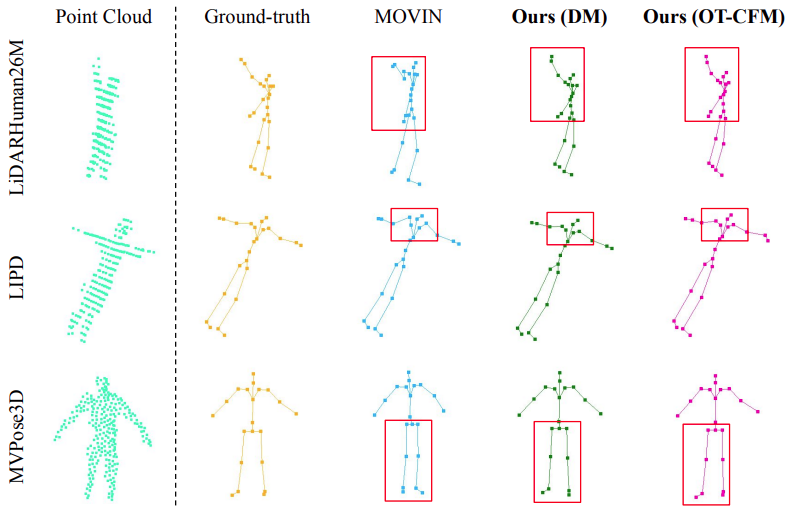 Point Cloud
Ground-truth
MOVIN
Ours (DM)
Ours (OT-CFM)
LiDARHuman26M
LIPD
MVPose3D